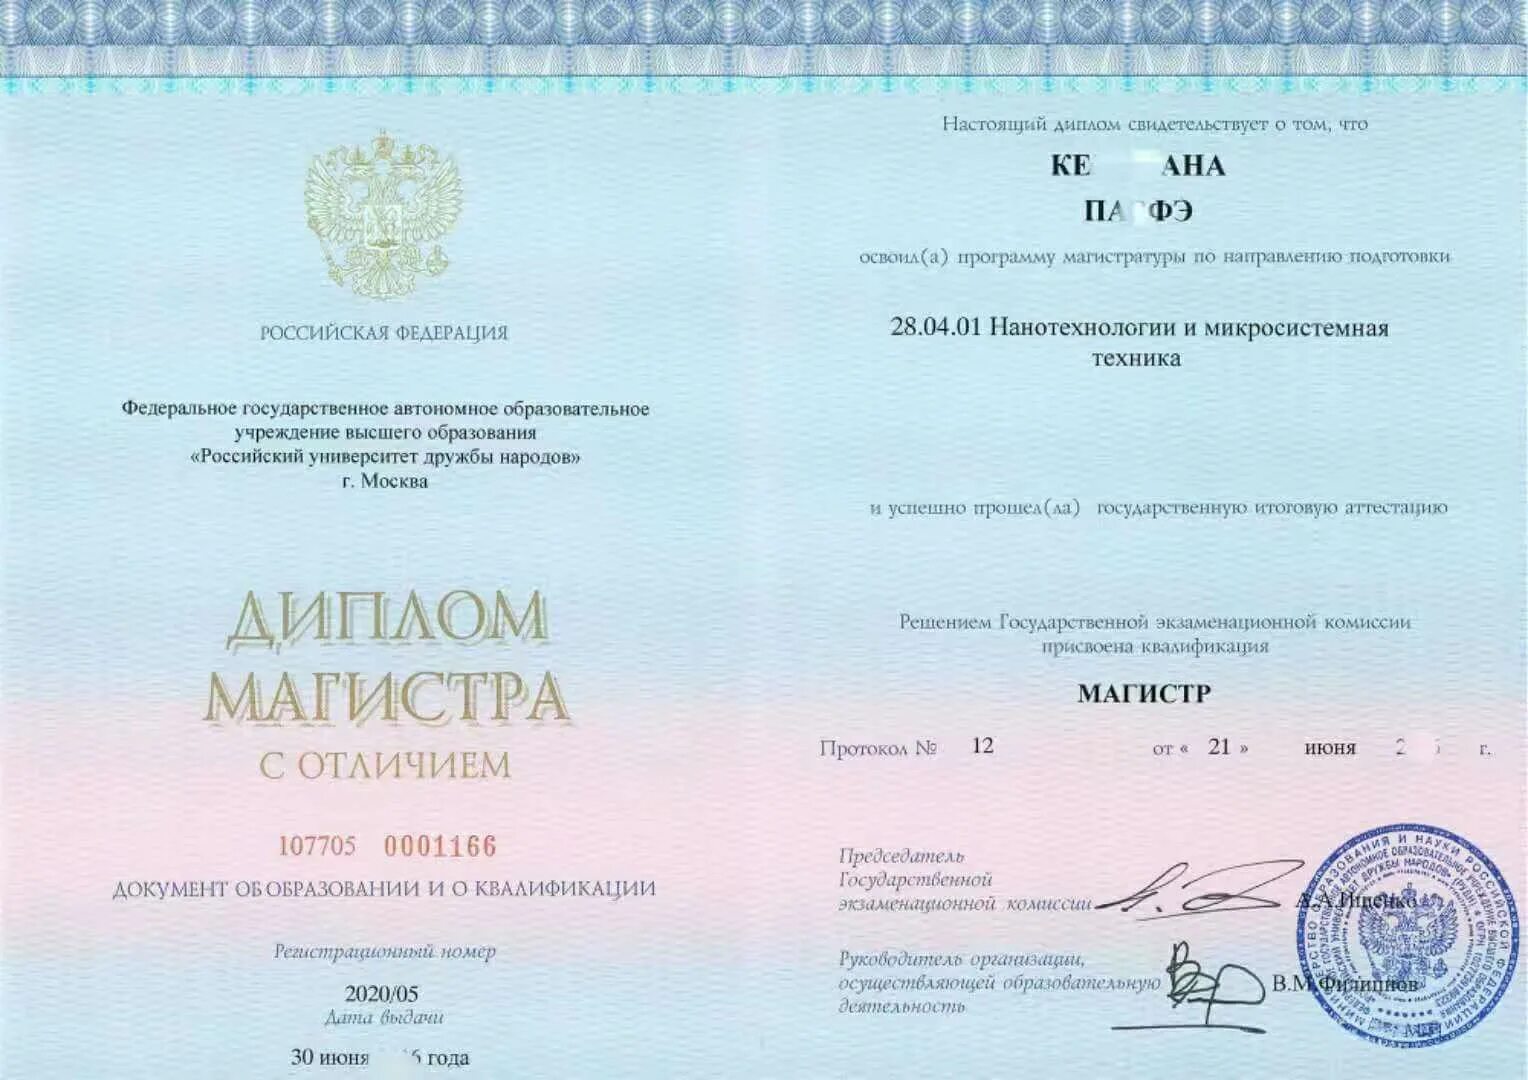 РОССИЙСКАЯ ФЕДЕРАЦИЯ
Федеральное государственное автономное образовательное
учреждение высшего образования
«Российский университет дружбы народов»
г. Москва
ДИПЛОМ
МАГИСТРА
С ОТЛИЧИЕМ
107705 0001166
ДОКУМЕНТ ОБ ОБРАЗОВАНИИ И О КВАЛИФИКАЦИИ
Регистрационный номер
2020/05
Дата выдачи
30 июня 6 года
Настоящий диплом свидетельствует о том, что
КЕ АНА
ПА ФЭ
освоил(а) программу магистратуры по направлению подготовки
28.04.01 Нанотехнологии и микросистемная
техника
и успешно прошел(ла) государственную итоговую аттестацию
Решением Государственной экзаменационной комиссии
присвоена квалификация
МАГИСТР
Протокол № 12 от « 21 » июня 2 г.
Председатель
Государственной
экзаменационной комиссии
Руководитель организации,
осуществляющей образовательную
деятельность
В.М.Филиппов